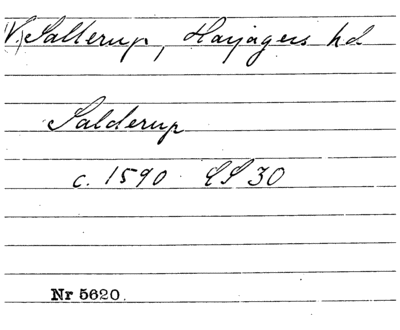 (V.) Sallerup, Harjagers hd
Salderup
c. 1590 LS 30
Nr 5620